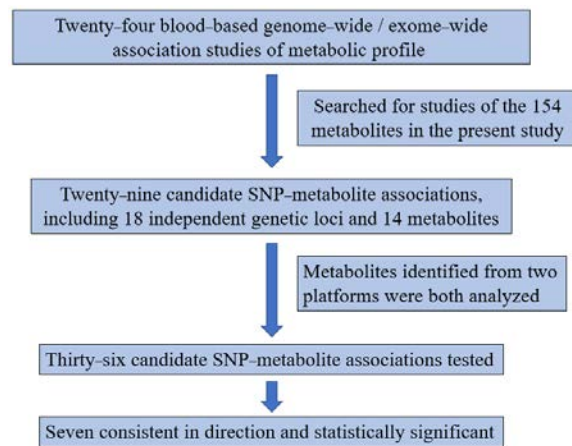 Twenty-four blood-based genome-wide / exome-wide
association studies of metabolic profile
Searched for studies of the 154
metabolites in the present study
Twenty-nine candidate SNP-metabolite associations,
including 18 independent genetic loci and 14 metabolites
Metabolites identified from two
platforms were both analyzed
Thirty-six candidate SNP-metabolite associations tested
Seven consistent in direction and statistically significant